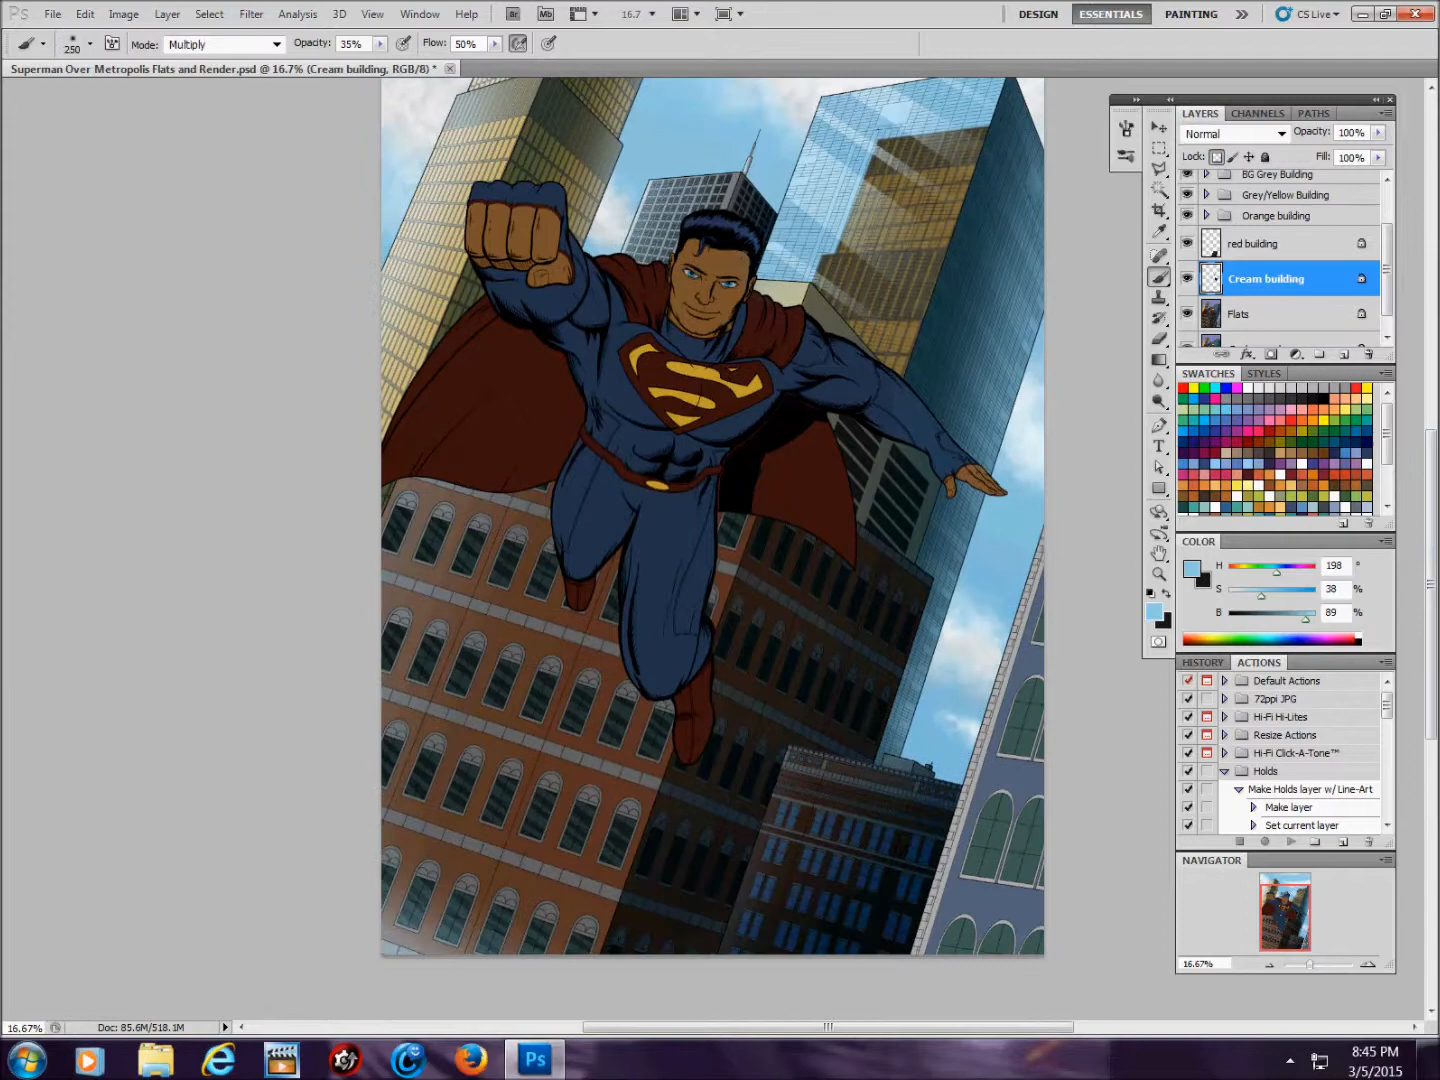 Ps File Edit Image Layer Select Filter Analysis 3D View Window Help Br Mb 16.7 DESIGN ESSENTIALS PAINTING CS Live
250 Mode: Multiply Opacity: 35% Flow: 50%
Superman Over Metropolis Flats and Render.psd @ 16.7% (Cream building, RGB/8) *
LAYERS CHANNELS PATHS
Normal Opacity: 100%
Lock: Fill: 100%
BG Grey Building
Grey/Yellow Building
Orange building
red building
Cream building
Flats
SWATCHES STYLES
COLOR
H 198 °
S 38 %
B 89 %
HISTORY ACTIONS
Default Actions
72ppi JPG
Hi-Fi Hi-Lites
Resize Actions
Hi-Fi Click-A-Tone™
Holds
Make Holds layer w/ Line-Art
Make layer
Set current layer
NAVIGATOR
16.67%
16.67% Doc: 85.6M/518.1M
Ps
8:45 PM
3/5/2015